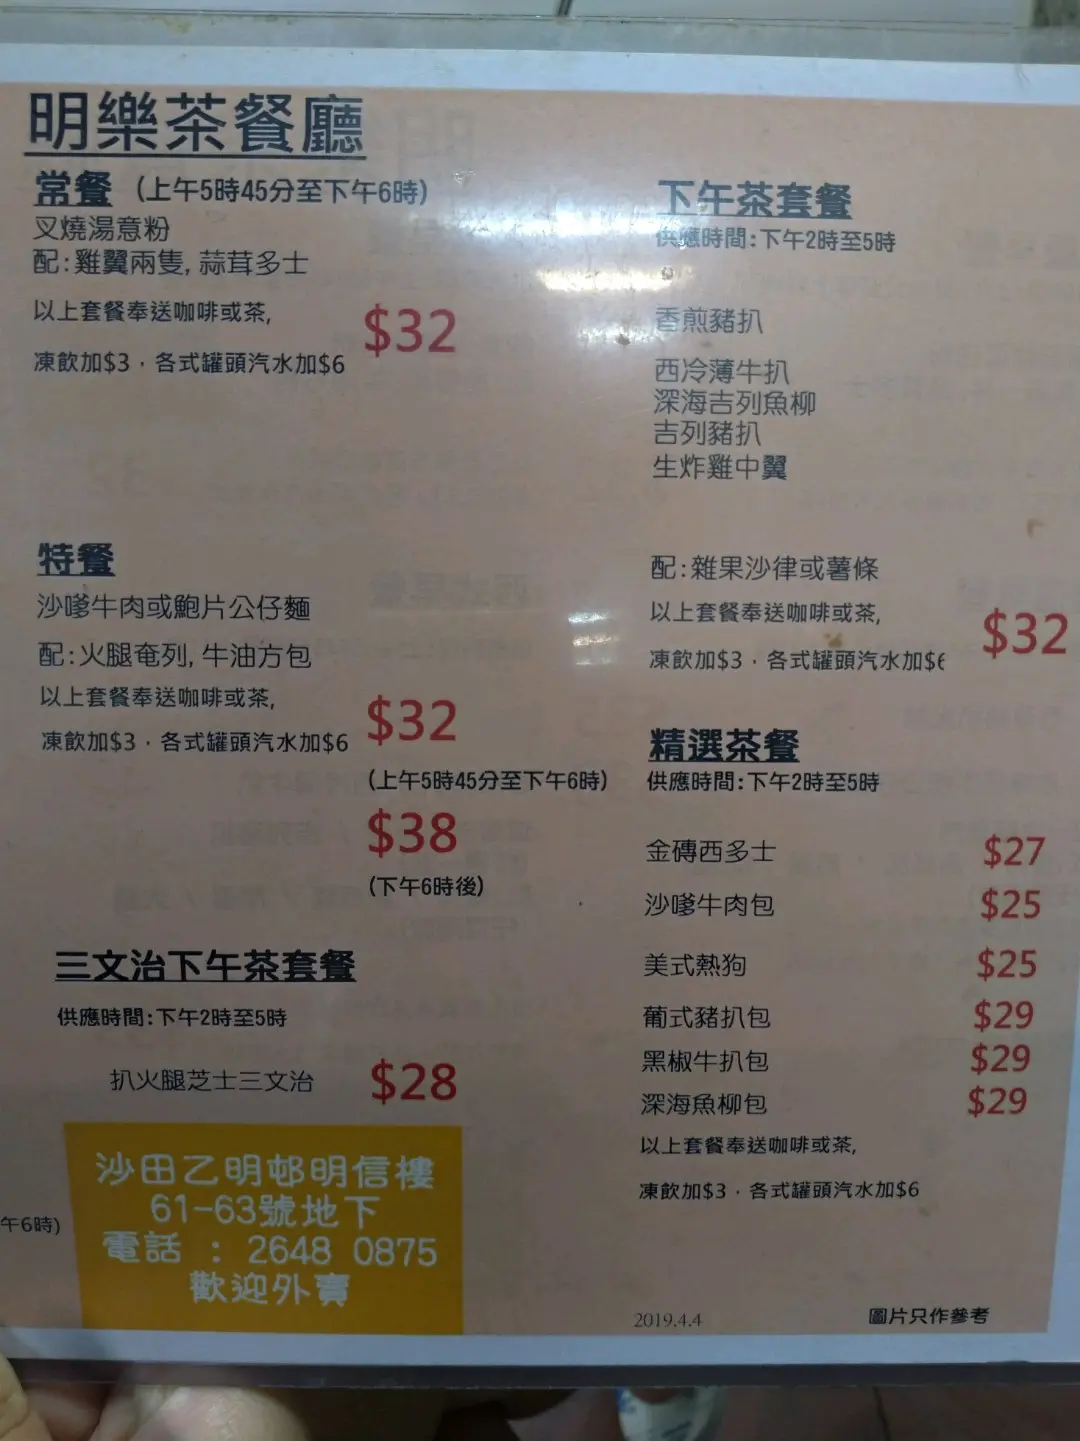 明樂茶餐廳
常餐 (上午5時45分至下午6時)
叉燒湯意粉
配:雞翼兩隻, 蒜茸多士
以上套餐奉送咖啡或茶,
$32
凍飲加$3，各式罐頭汽水加$6
特餐
沙嗲牛肉或鮑片公仔麵
配:火腿奄列, 牛油方包
以上套餐奉送咖啡或茶,
$32
凍飲加$3，各式罐頭汽水加$6
(上午5時45分至下午6時)
$38
(下午6時後)
三文治下午茶套餐
供應時間:下午2時至5時
扒火腿芝士三文治 $28
沙田乙明邨明信樓
61-63號地下
電話 : 2648 0875
歡迎外賣
午6時)
下午茶套餐
供應時間:下午2時至5時
香煎豬扒
西冷薄牛扒
深海吉列魚柳
吉列豬扒
生炸雞中翼
配:雜果沙律或薯條
以上套餐奉送咖啡或茶,
$32
凍飲加$3，各式罐頭汽水加$6
精選茶餐
供應時間:下午2時至5時
金磚西多士 $27
沙嗲牛肉包 $25
美式熱狗 $25
葡式豬扒包 $29
黑椒牛扒包 $29
深海魚柳包 $29
以上套餐奉送咖啡或茶,
凍飲加$3，各式罐頭汽水加$6
2019.4.4
圖片只作參考